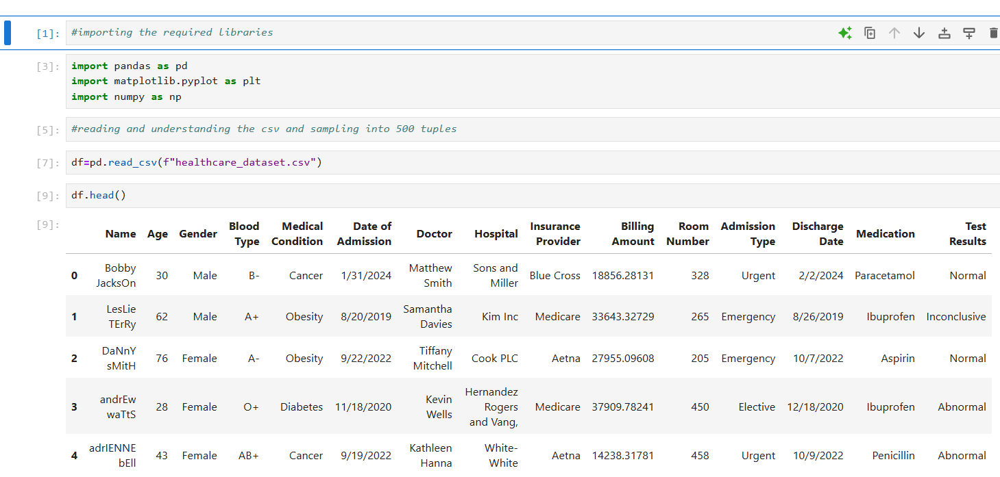 [1]: #importing the required libraries
[3]: import pandas as pd
import matplotlib.pyplot as plt
import numpy as np
[5]: #reading and understanding the csv and sampling into 500 tuples
[7]: df=pd.read_csv(f"healthcare_dataset.csv")
[9]: df.head()
[9]:
Name Age Gender Blood Type Medical Condition Date of Admission Doctor Hospital Insurance Provider Billing Amount Room Number Admission Type Discharge Date Medication Test Results
0 Bobby JacksOn 30 Male B- Cancer 1/31/2024 Matthew Smith Sons and Miller Blue Cross 18856.28131 328 Urgent 2/2/2024 Paracetamol Normal
1 LesLie TErRy 62 Male A+ Obesity 8/20/2019 Samantha Davies Kim Inc Medicare 33643.32729 265 Emergency 8/26/2019 Ibuprofen Inconclusive
2 DaNnY sMitH 76 Female A- Obesity 9/22/2022 Tiffany Mitchell Cook PLC Aetna 27955.09608 205 Emergency 10/7/2022 Aspirin Normal
3 andrEw waTtS 28 Female O+ Diabetes 11/18/2020 Kevin Wells Hernandez Rogers and Vang, Medicare 37909.78241 450 Elective 12/18/2020 Ibuprofen Abnormal
4 adrIENNE bEll 43 Female AB+ Cancer 9/19/2022 Kathleen Hanna White-White Aetna 14238.31781 458 Urgent 10/9/2022 Penicillin Abnormal